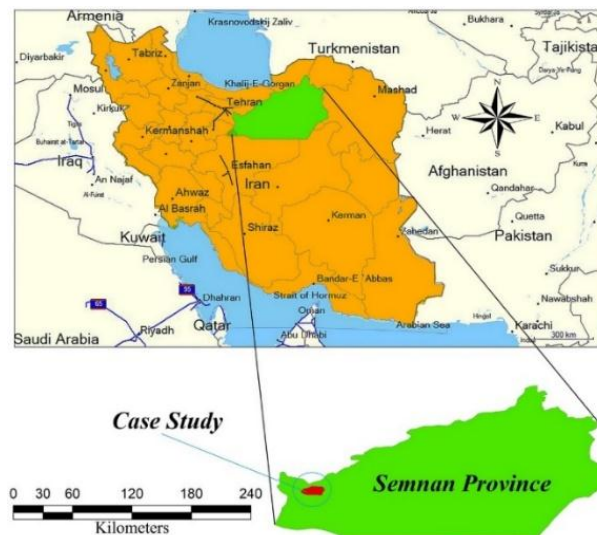 Armenia
Krasnovodskij Zaliv
Bukhara
Turkmenistan
Tajikista
Diyarbakir
Tabriz
Mosul
Zanjan
Khalij-E-Gorgan
Mashad
Kirkuk
Tehran
N
W
E
S
Kermanshah
Herat
Kabul
Iraq
Esfahan
Afghanistan
An Najaf
Iran
Ahwaz
Qandahar
Al Basrah
Kerman
Quetta
Kuwait
Shiraz
Zahedan
Pakistan
Persian Gulf
Bandar-E Abbas
Sukkur
95
Strait of Hormuz
65
Dhahran
Nawabshah
Oman
Riyadh
Qatar
Arabian Sea
Saudi Arabia
Abu Dhabi
Karachi
300 km
Case Study
Semnan Province
0 30 60 120 180 240
Kilometers